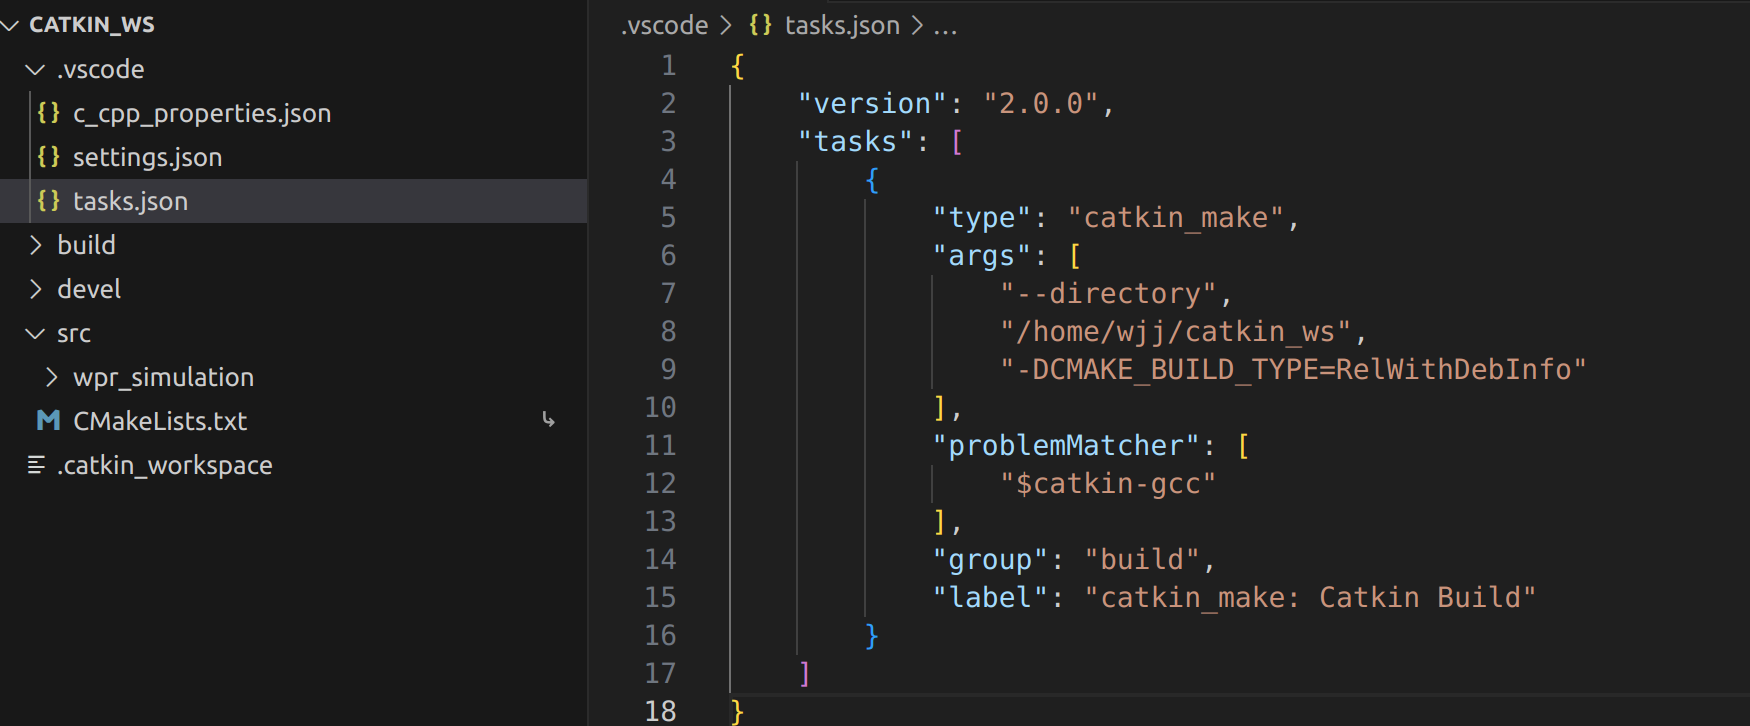 CATKIN_WS
.vscode
c_cpp_properties.json
settings.json
tasks.json
build
devel
src
wpr_simulation
CMakeLists.txt
.catkin_workspace
.vscode > {} tasks.json > ...
1 {
2 "version": "2.0.0",
3 "tasks": [
4 {
5 "type": "catkin_make",
6 "args": [
7 "--directory",
8 "/home/wjj/catkin_ws",
9 "-DCMAKE_BUILD_TYPE=RelWithDebInfo"
10 ],
11 "problemMatcher": [
12 "$catkin-gcc"
13 ],
14 "group": "build",
15 "label": "catkin_make: Catkin Build"
16 }
17 ]
18 }